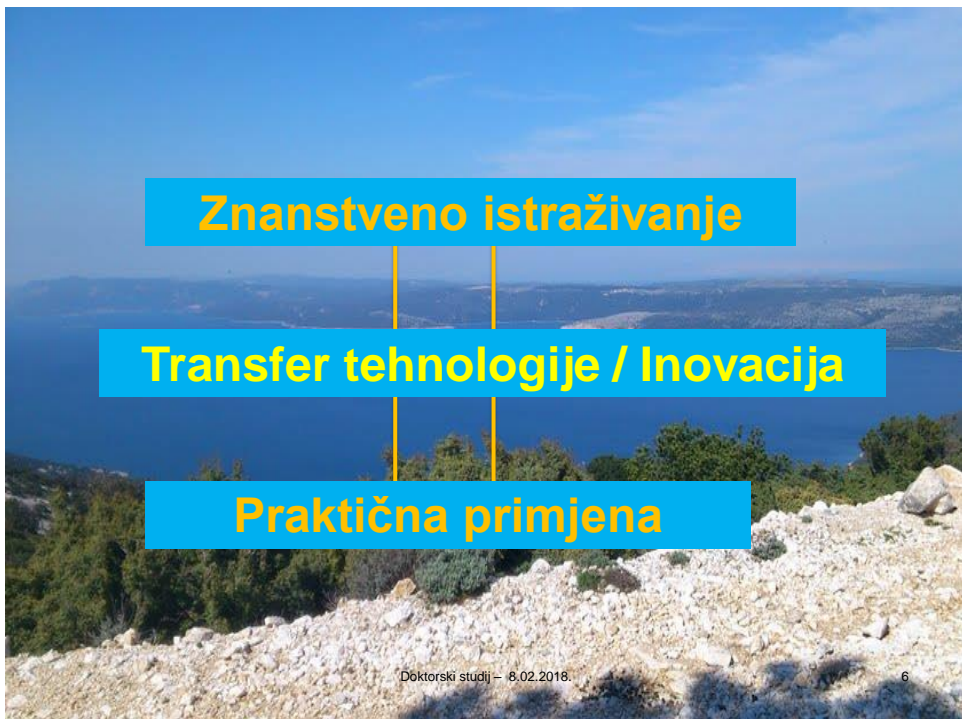 Znanstveno istraživanje
Transfer tehnologije / Inovacija
Praktična primjena
Doktorski studij – 8.02.2018.
6